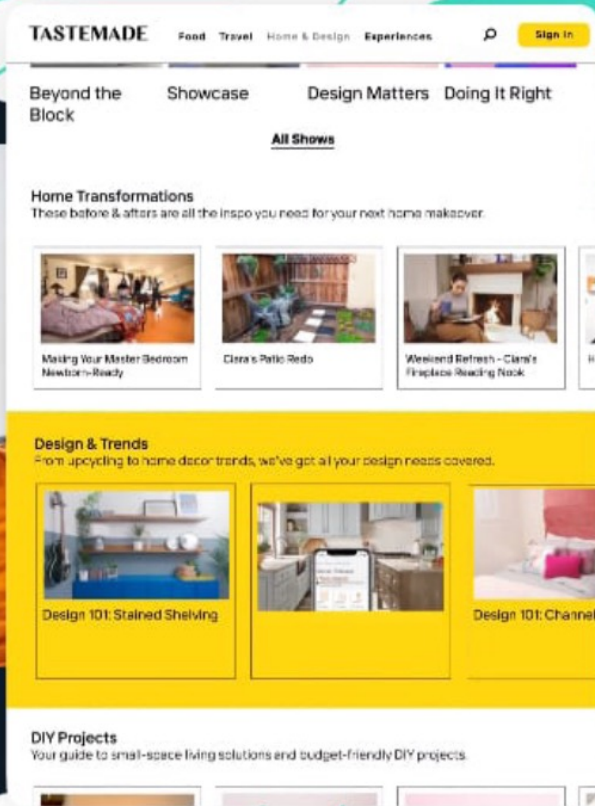 TASTEMADE
Food Travel Home & Design Experiences
Sign In
Beyond the
Block
Showcase
Design Matters
Doing It Right
All Shows
Home Transformations
These before & afters are all the inspo you need for your next home makeover.
Making Your Master Bedroom
Newborn-Ready
Clara's Patio Redo
Weekend Refresh - Clara's
Fireplace Reading Nook
Design & Trends
From upcycling to home decor trends, we've got all your design needs covered.
Design 101: Stained Shelving
Design 101: Channel
DIY Projects
Your guide to small-space living solutions and budget-friendly DIY projects.